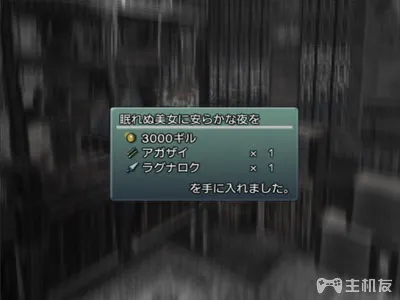 眠れぬ美女に安らかな夜を
3000ギル
アガザイ × 1
ラグナロク × 1
を手に入れました。
主机友